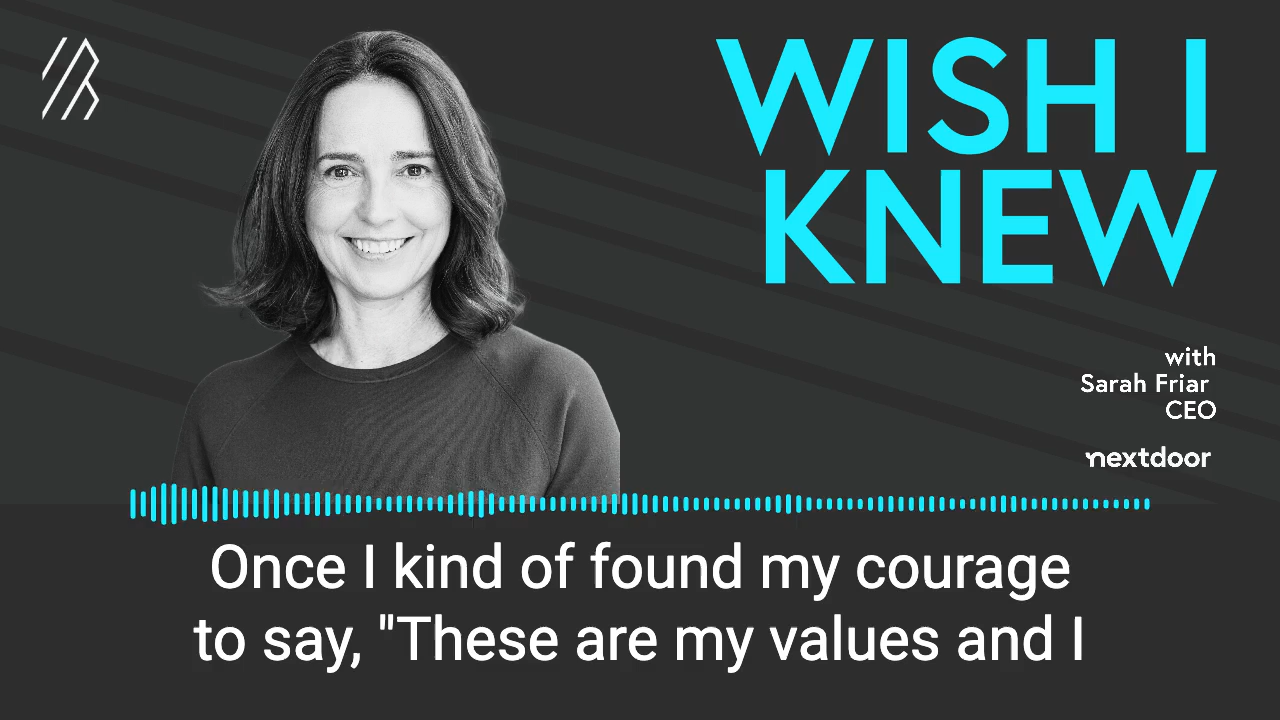 WISH I
KNEW
with
Sarah Friar
CEO
nextdoor
Once I kind of found my courage
to say, "These are my values and I